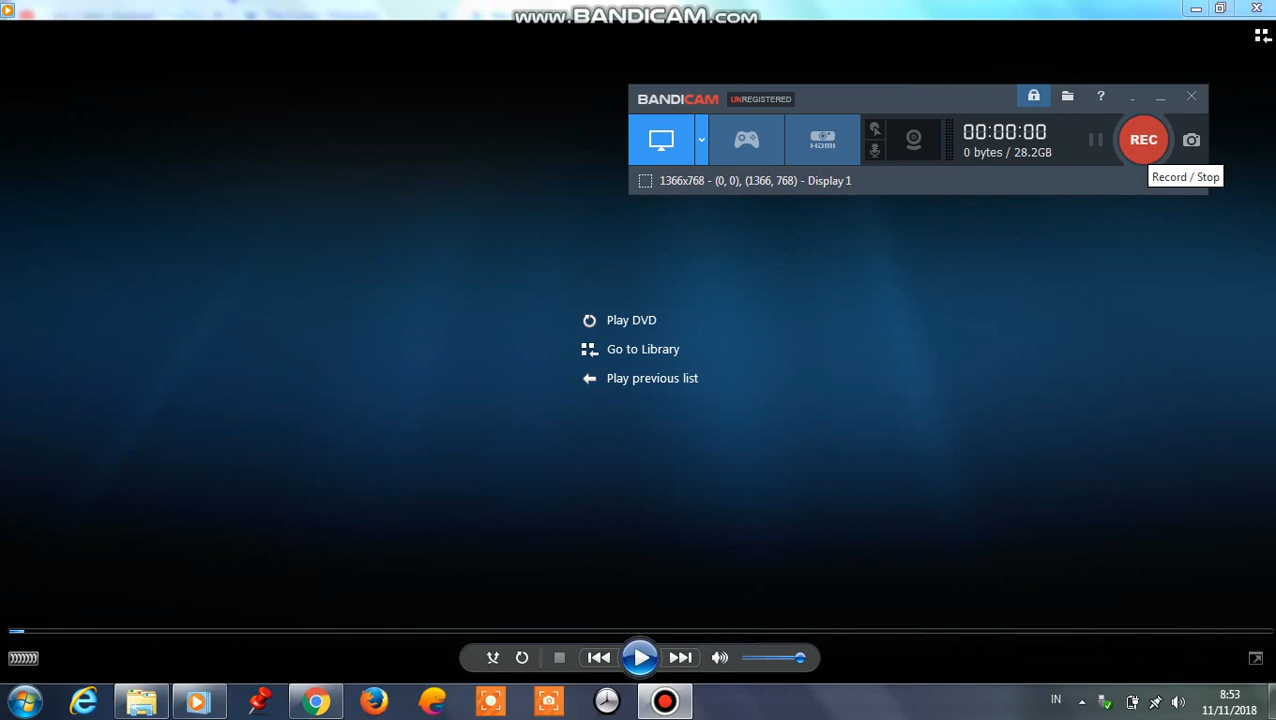 www.BANDICAM.com
BANDICAM UNREGISTERED
?
HDMI
00:00:00
0 bytes / 28.2GB
REC
1366x768 - (0, 0), (1366, 768) - Display 1
Record / Stop
Play DVD
Go to Library
Play previous list
IN
8:53
11/11/2018